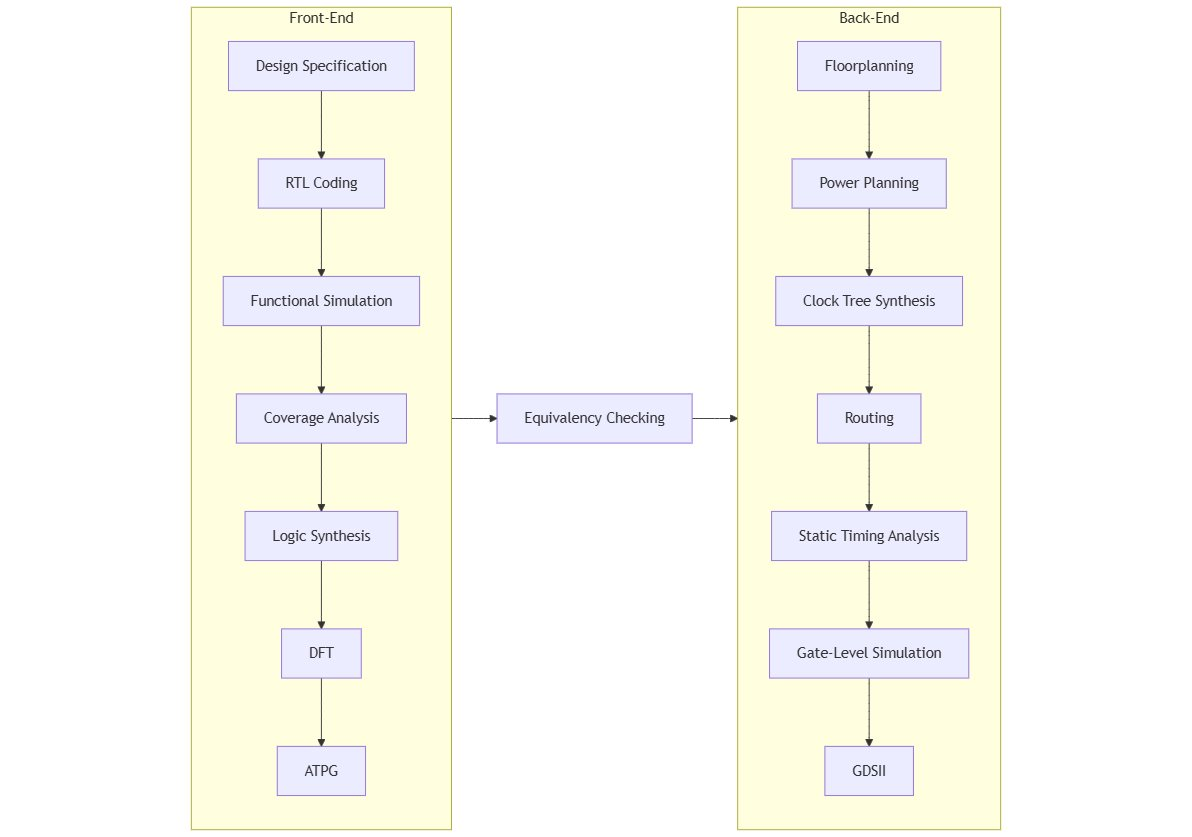 Front-End
Design Specification
RTL Coding
Functional Simulation
Coverage Analysis
Logic Synthesis
DFT
ATPG
Equivalency Checking
Back-End
Floorplanning
Power Planning
Clock Tree Synthesis
Routing
Static Timing Analysis
Gate-Level Simulation
GDSII